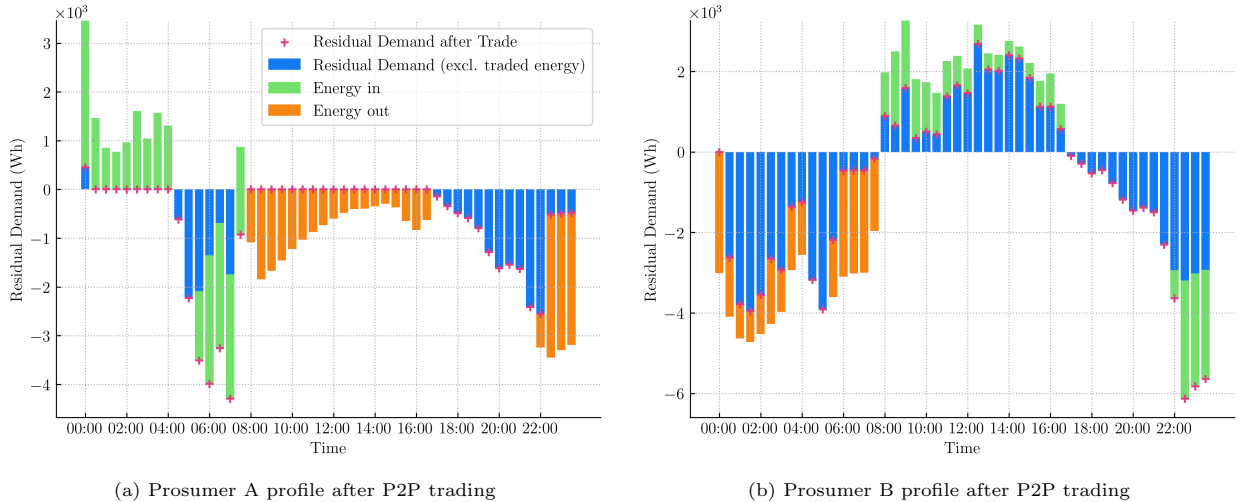 ×10³
3
2
1
0
−1
−2
−3
−4
Residual Demand (Wh)
Residual Demand after Trade
Residual Demand (excl. traded energy)
Energy in
Energy out
00:00 02:00 04:00 06:00 08:00 10:00 12:00 14:00 16:00 18:00 20:00 22:00
Time
(a) Prosumer A profile after P2P trading
×10³
2
0
−2
−4
−6
Residual Demand (Wh)
00:00 02:00 04:00 06:00 08:00 10:00 12:00 14:00 16:00 18:00 20:00 22:00
Time
(b) Prosumer B profile after P2P trading